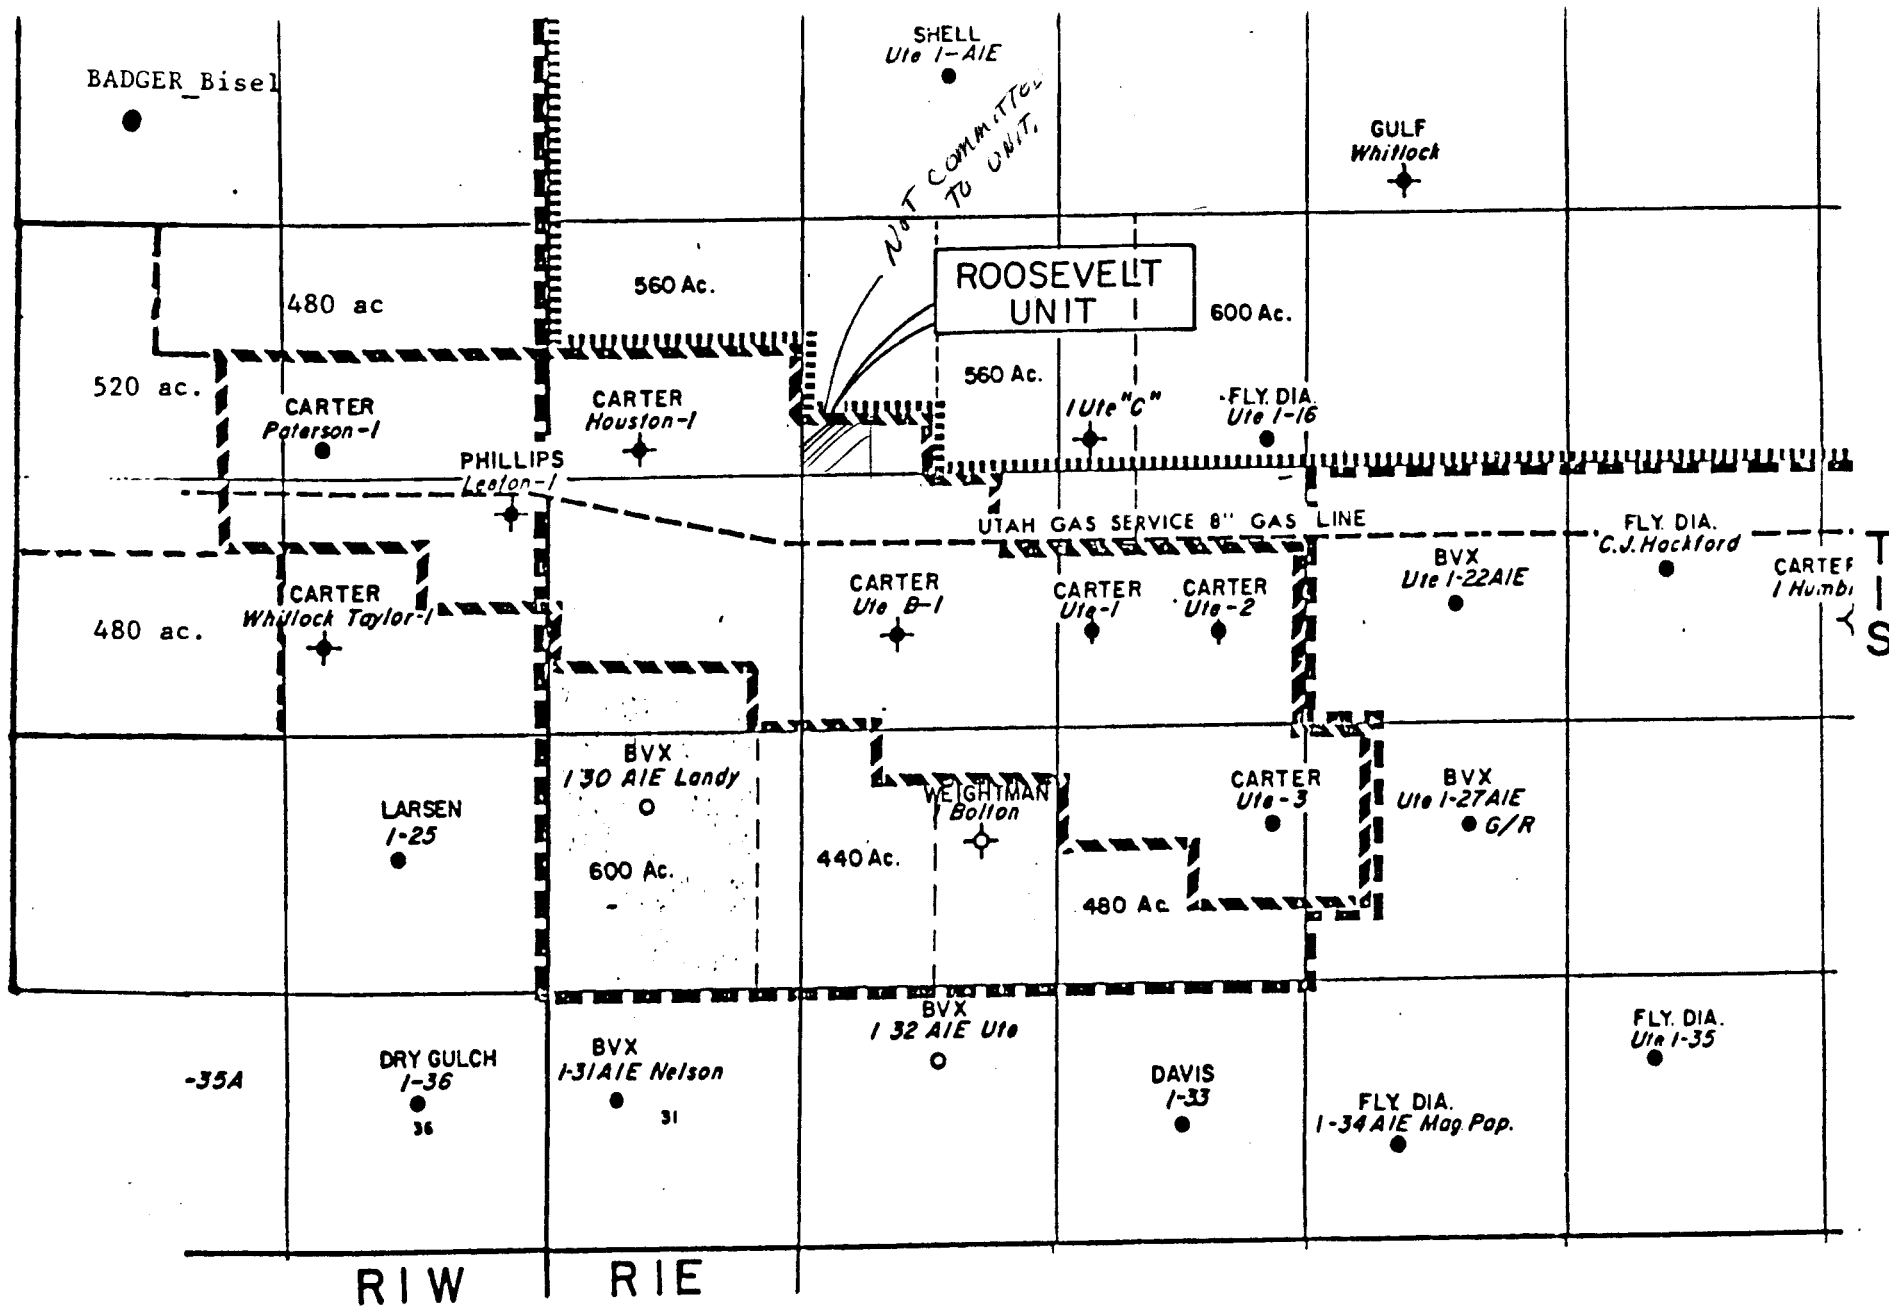 SHELL
Ute 1-A1E
BADGER_Bisel
NOT COMMITTED
TO UNIT.
GULF
Whitlock
ROOSEVELT
UNIT
560 Ac.
480 ac
600 Ac.
560 Ac.
520 ac.
CARTER
Paterson-1
CARTER
Houston-1
1 Ute "C"
FLY. DIA.
Ute 1-16
PHILLIPS
Leeton-1
UTAH GAS SERVICE 8" GAS LINE
FLY. DIA.
C.J. Hackford
BVX
Ute 1-22A1E
CARTER
1 Humb
T
1
S
CARTER
Whitlock Taylor-1
CARTER
Ute B-1
CARTER
Ute-1
CARTER
Ute-2
480 ac.
BVX
1 30 A1E Landy
WEIGHTMAN
1 Bolton
CARTER
Ute-3
BVX
Ute 1-27A1E
G/R
LARSEN
1-25
600 Ac.
440 Ac.
480 Ac.
BVX
1 32 A1E Ute
FLY. DIA.
Ute 1-35
-35A
DRY GULCH
1-36
36
BVX
1-31A1E Nelson
31
DAVIS
1-33
FLY. DIA.
1-34A1E Mag. Pap.
R I W
R I E